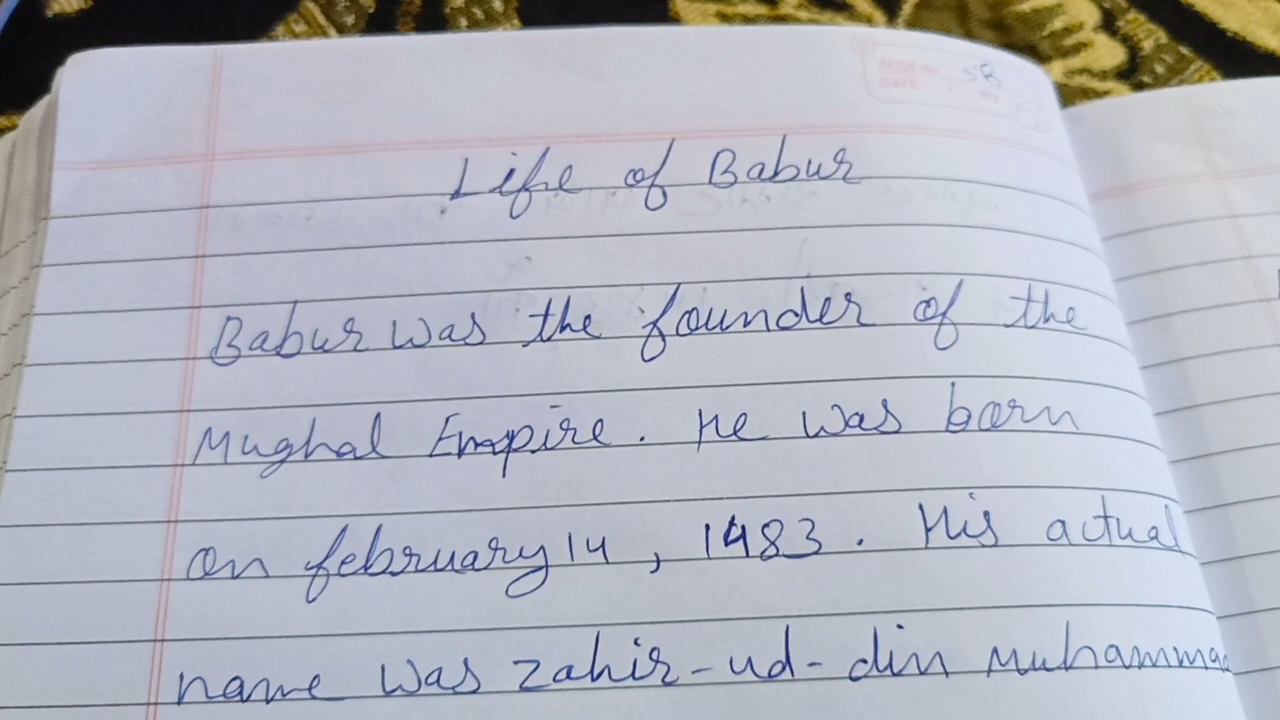 Life of Babur
Babur was the founder of the
Mughal Empire. He was born
on february 14, 1483. His actual
name was Zahir-ud-din Muhammad